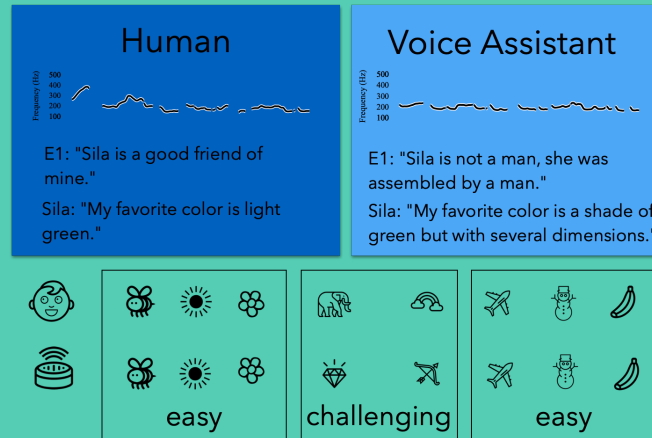 Human
Frequency (Hz)
500
400
300
200
100
E1: "Sila is a good friend of
mine."
Sila: "My favorite color is light
green."
Voice Assistant
Frequency (Hz)
500
400
300
200
100
E1: "Sila is not a man, she was
assembled by a man."
Sila: "My favorite color is a shade of
green but with several dimensions."
easy
challenging
easy